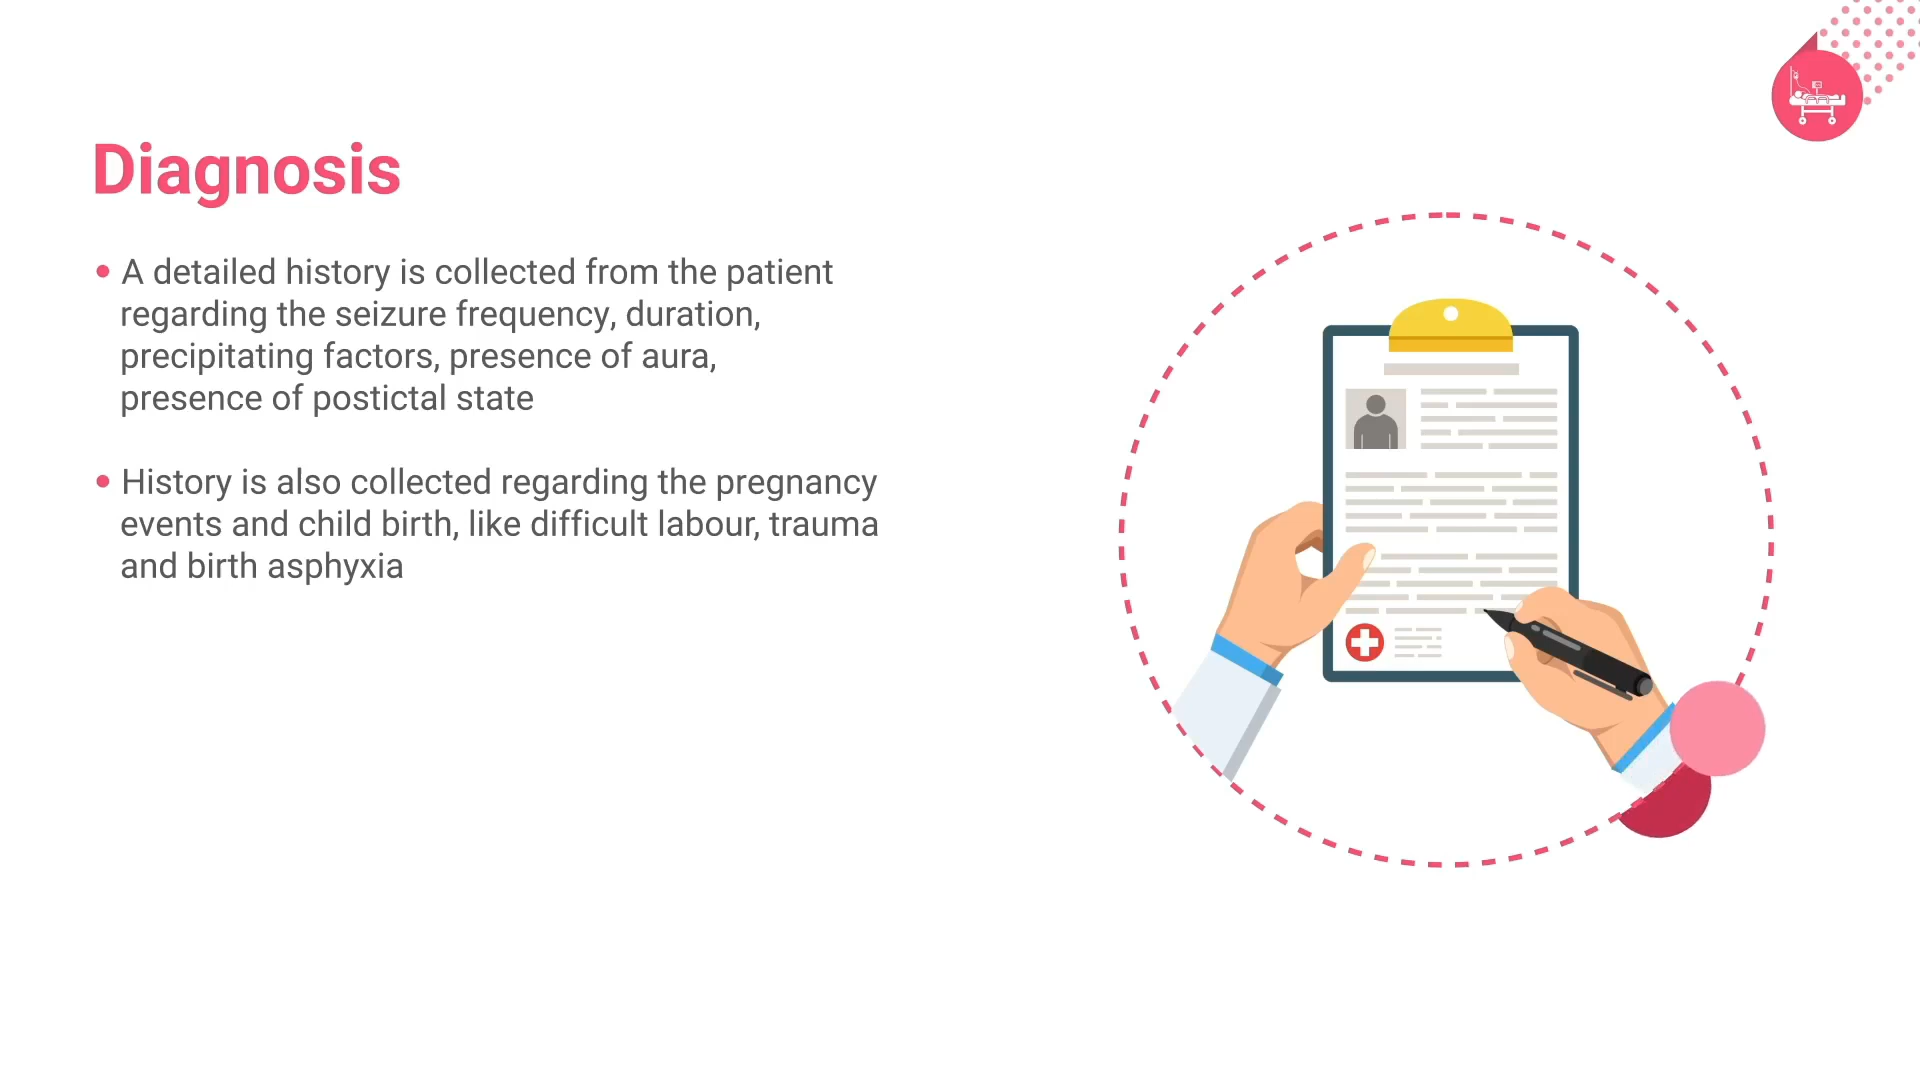 Diagnosis
• A detailed history is collected from the patient
regarding the seizure frequency, duration,
precipitating factors, presence of aura,
presence of postictal state
• History is also collected regarding the pregnancy
events and child birth, like difficult labour, trauma
and birth asphyxia